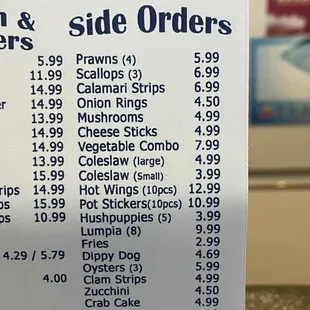 n &
ers
5.99
11.99
14.99
er 14.99
13.99
14.99
14.99
13.99
15.99
rips 14.99
ps 15.99
ps 10.99
4.29 / 5.79
4.00
Side Orders
Prawns (4) 5.99
Scallops (3) 6.99
Calamari Strips 6.99
Onion Rings 4.50
Mushrooms 4.99
Cheese Sticks 4.99
Vegetable Combo 7.99
Coleslaw (large) 4.99
Coleslaw (Small) 3.99
Hot Wings (10pcs) 12.99
Pot Stickers(10pcs) 10.99
Hushpuppies (5) 3.99
Lumpia (8) 9.99
Fries 2.99
Dippy Dog 4.69
Oysters (3) 5.99
Clam Strips 4.99
Zucchini 4.50
Crab Cake 4.99